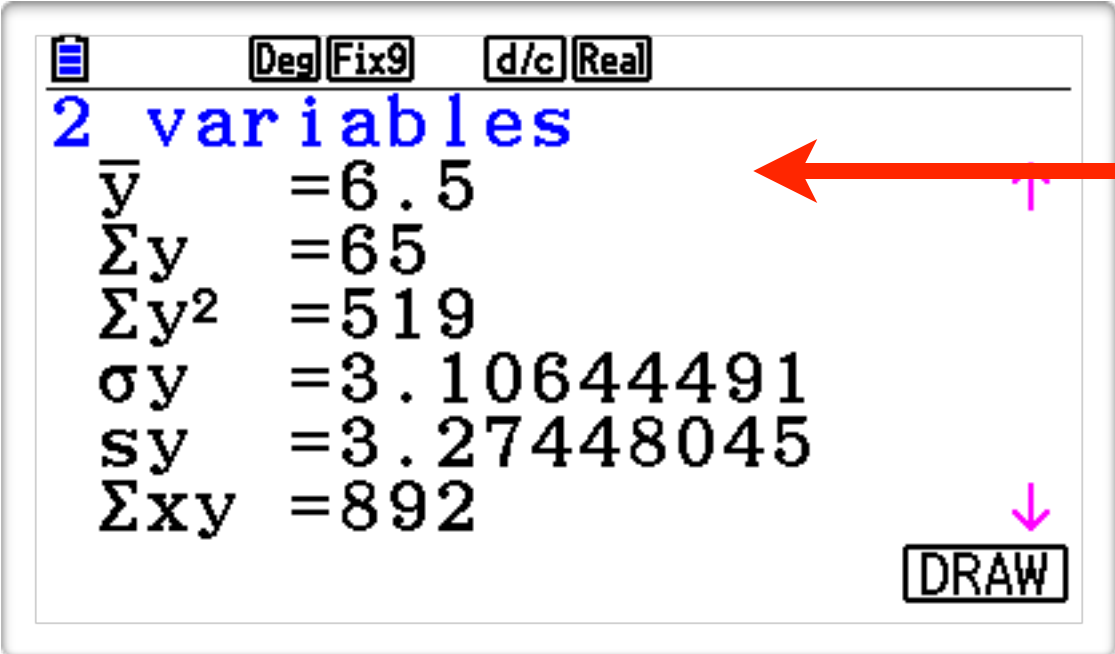 Deg Fix9 d/c Real
2 variables
y̅ =6.5
Σy =65
Σy² =519
σy =3.10644491
sy =3.27448045
Σxy =892
DRAW